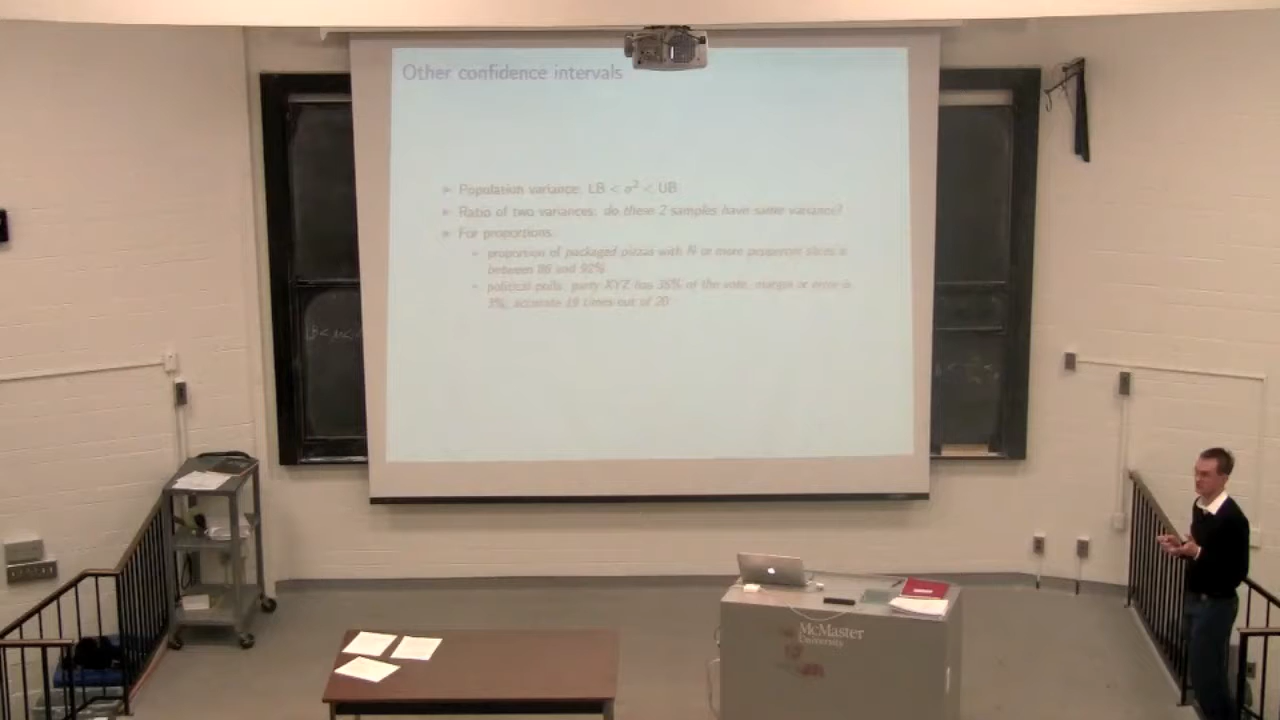 Other confidence intervals
Population variance: LB < σ² < UB
Ratio of two variances: do these 2 samples have same variance?
For proportions:
proportion of packaged pizzas with N or more pepperoni slices is
between 86 and 92%
political polls: party XYZ has 35% of the vote, margin or error is
3%, accurate 19 times out of 20
LB < μ <
McMaster
University